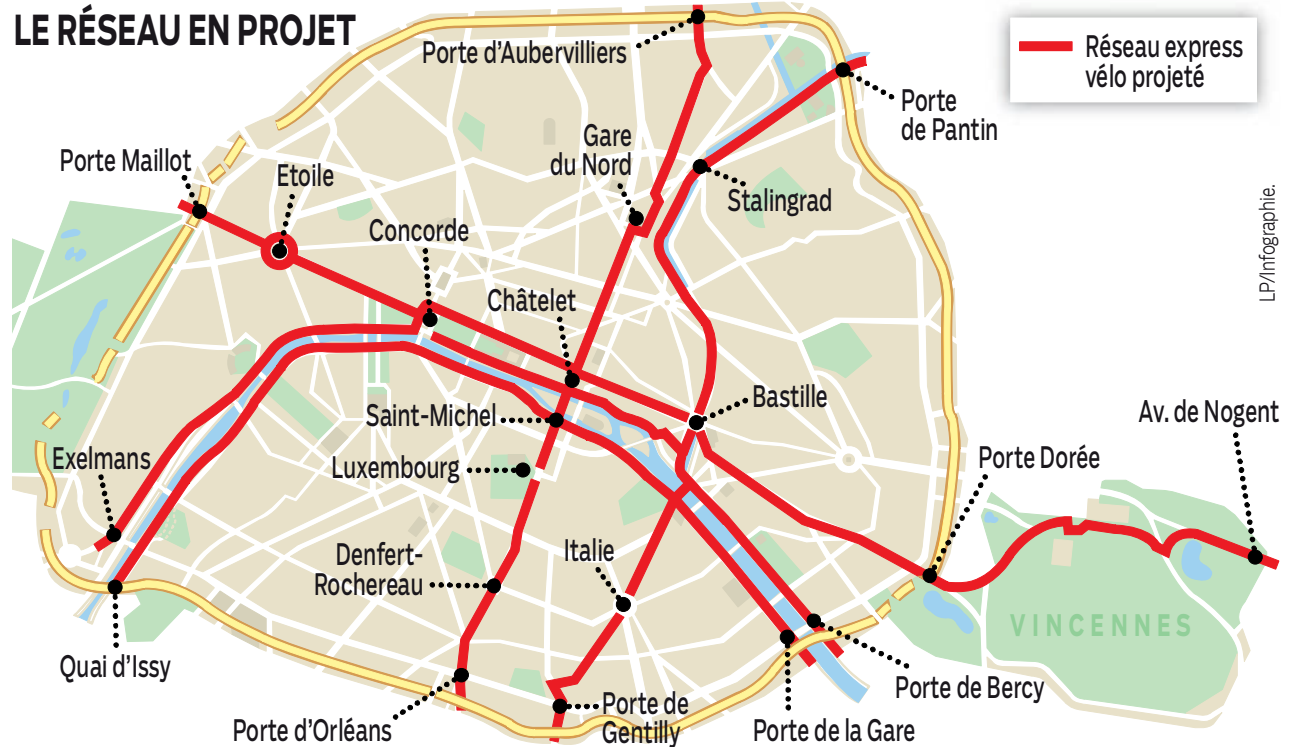 LE RÉSEAU EN PROJET
Réseau express
vélo projeté
Porte d'Aubervilliers
Porte
de Pantin
Gare
du Nord
Porte Maillot
Etoile
Stalingrad
Concorde
LP/Infographie.
Châtelet
Bastille
Saint-Michel
Av. de Nogent
Exelmans
Luxembourg
Porte Dorée
Denfert-
Rochereau
Italie
VINCENNES
Quai d'Issy
Porte de Bercy
Porte d'Orléans
Porte de
Gentilly
Porte de la Gare